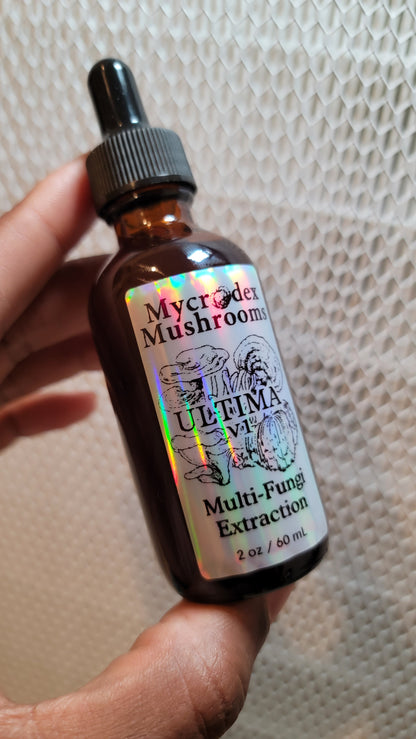 Mycrodex
Mushrooms
ULTIMA
Multi-Fungi
Extraction
2 oz / 60 mL